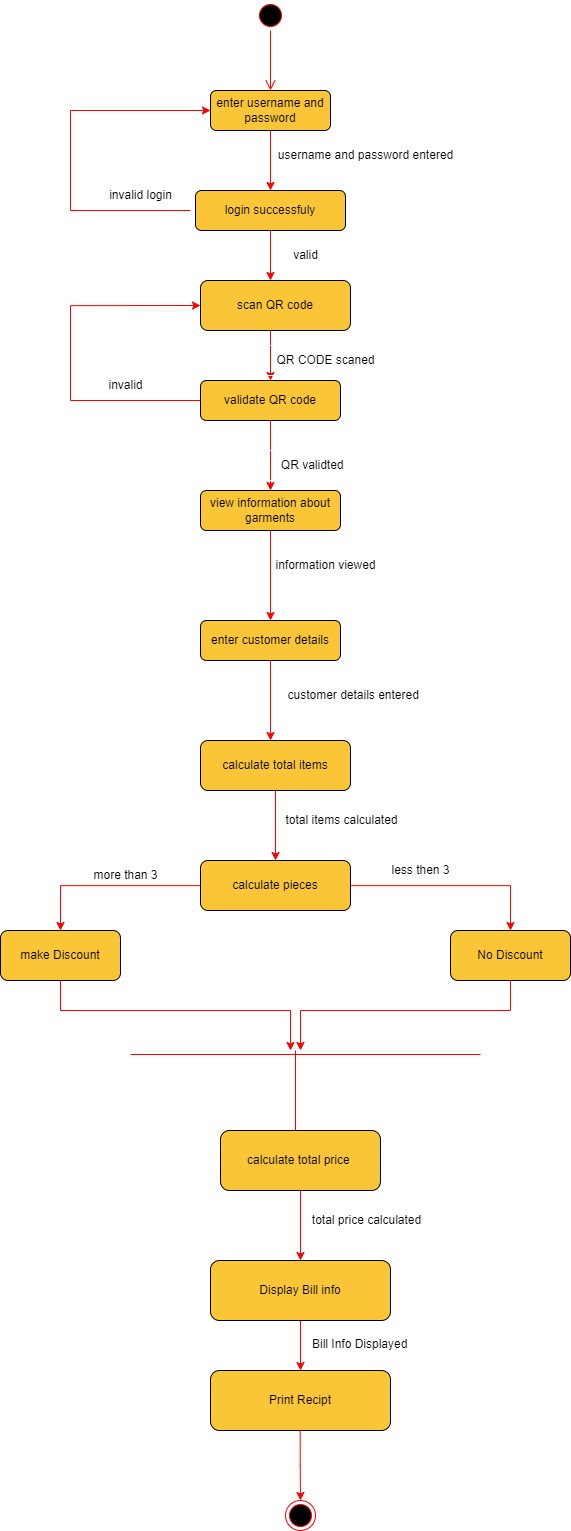 enter username and
password
username and password entered
invalid login
login successfuly
valid
scan QR code
QR CODE scaned
invalid
validate QR code
QR validted
view information about
garments
information viewed
enter customer details
customer details entered
calculate total items
total items calculated
more than 3
less then 3
calculate pieces
make Discount
No Discount
calculate total price
total price calculated
Display Bill info
Bill Info Displayed
Print Recipt